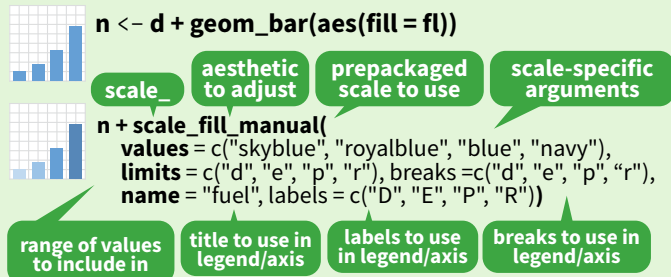 n <- d + geom_bar(aes(fill = fl))
scale_
aesthetic
to adjust
prepackaged
scale to use
scale-specific
arguments
n + scale_fill_manual(
values = c("skyblue", "royalblue", "blue", "navy"),
limits = c("d", "e", "p", "r"), breaks =c("d", "e", "p", “r"),
name = "fuel", labels = c("D", "E", "P", "R"))
range of values
to include in
title to use in
legend/axis
labels to use
in legend/axis
breaks to use in
legend/axis